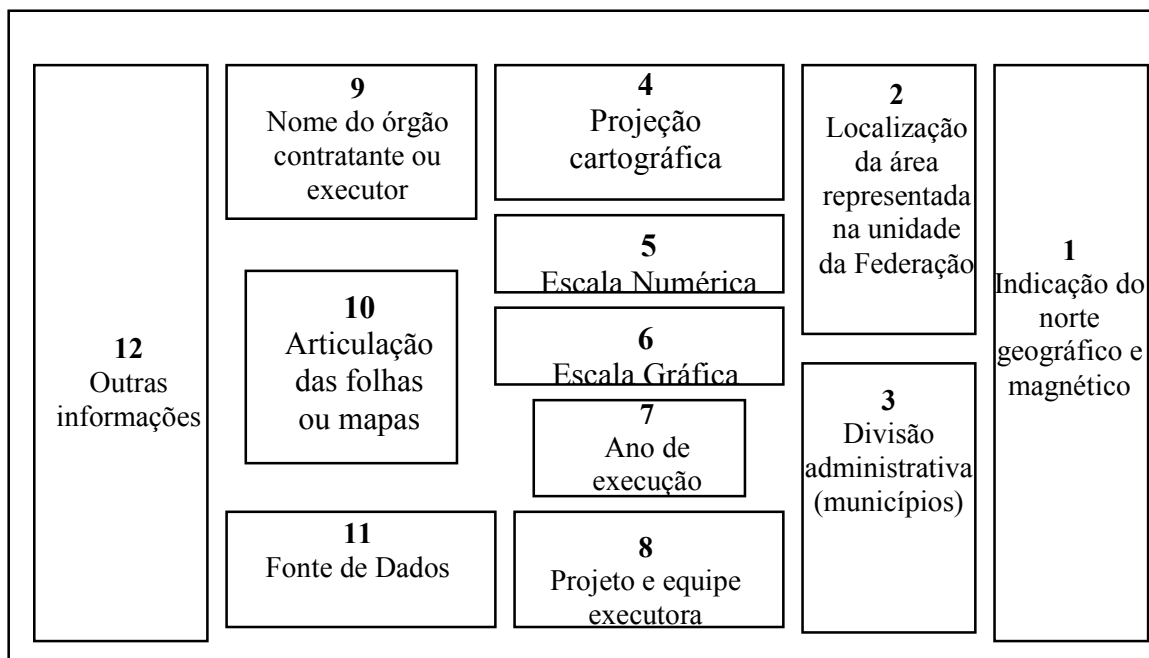 12
Outras
informações
9
Nome do órgão
contratante ou
executor
10
Articulação
das folhas
ou mapas
11
Fonte de Dados
4
Projeção
cartográfica
5
Escala Numérica
6
Escala Gráfica
7
Ano de
execução
8
Projeto e equipe
executora
2
Localização
da área
representada
na unidade
da Federação
3
Divisão
administrativa
(municípios)
1
Indicação do
norte
geográfico e
magnético